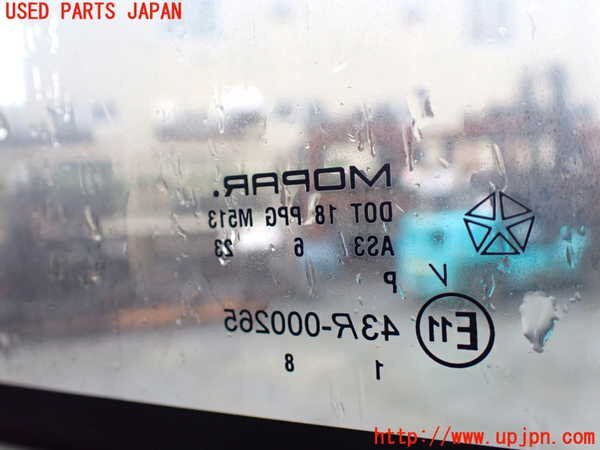 USED PARTS JAPAN
MOPAR.
DOT 18 PPG M513
AS3 6 23
V P
E11 43R-000265
1 8
http://www.upjpn.com/